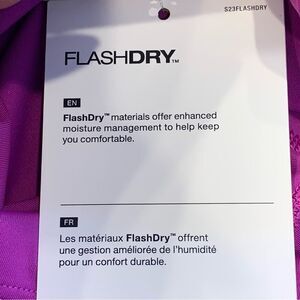 S23FLASHDRY
FLASHDRY™
EN
FlashDry™ materials offer enhanced
moisture management to help keep
you comfortable.
FR
Les matériaux FlashDry™ offrent
une gestion améliorée de l'humidité
pour un confort durable.